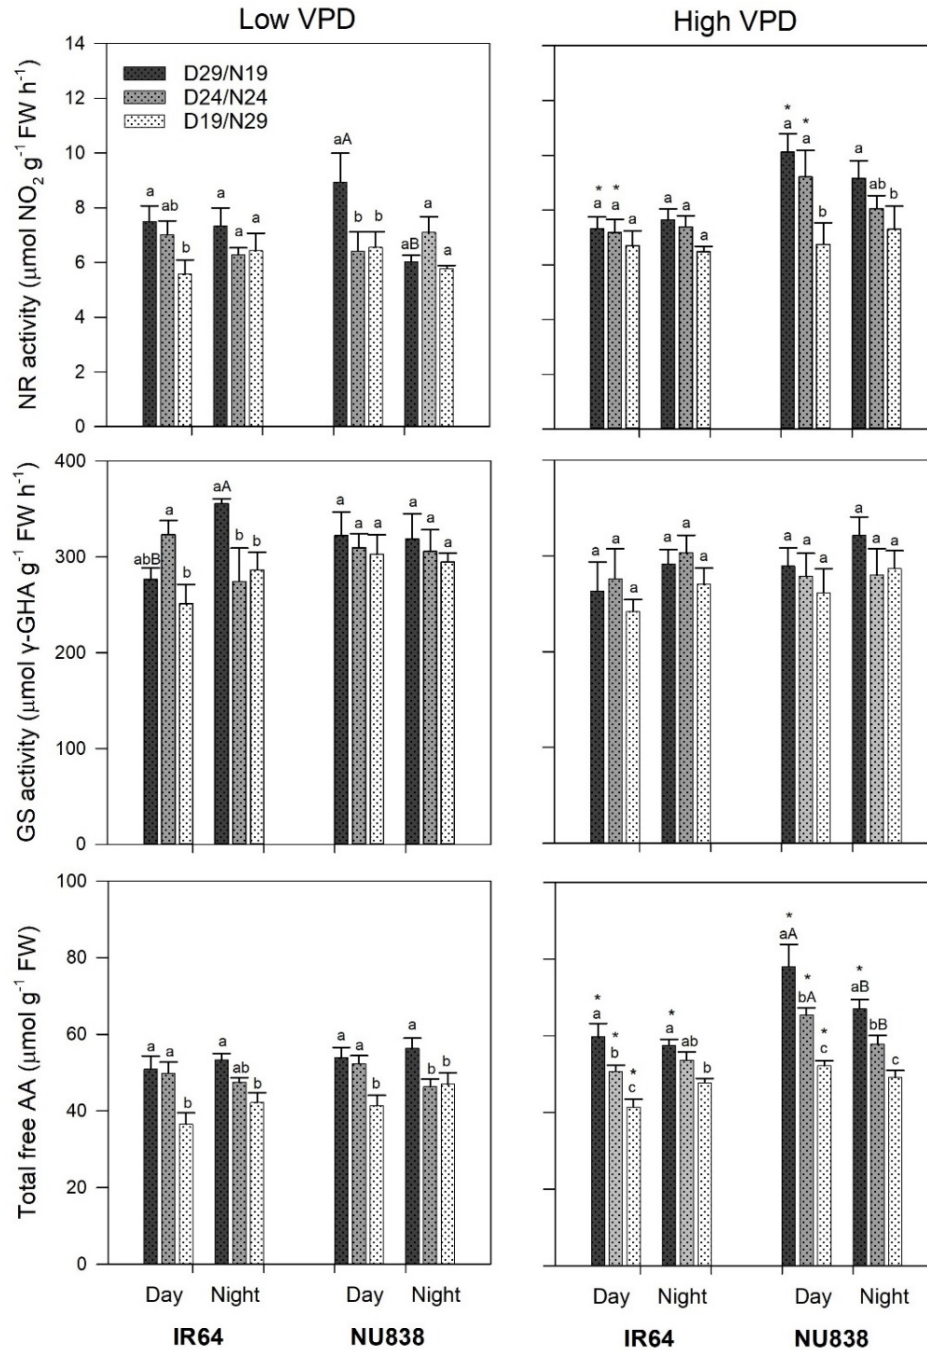 Low VPD
High VPD
NR activity (µmol NO₂ g⁻¹ FW h⁻¹)
14
12
10
8
6
4
2
0
D29/N19
D24/N24
D19/N29
a ab b a a a aA b b aB a a
* * * *
a a a a a a a a b a ab b
GS activity (µmol γ-GHA g⁻¹ FW h⁻¹)
400
300
200
100
0
abB a b aA b b a a a a a a
a a a a a a a a a a a a
Total free AA (µmol g⁻¹ FW)
100
80
60
40
20
0
a a b a ab b a a b a b b
* * * * * * * *
a b c a ab b aA bA c aB bB c
Day Night Day Night
IR64 NU838
Day Night Day Night
IR64 NU838